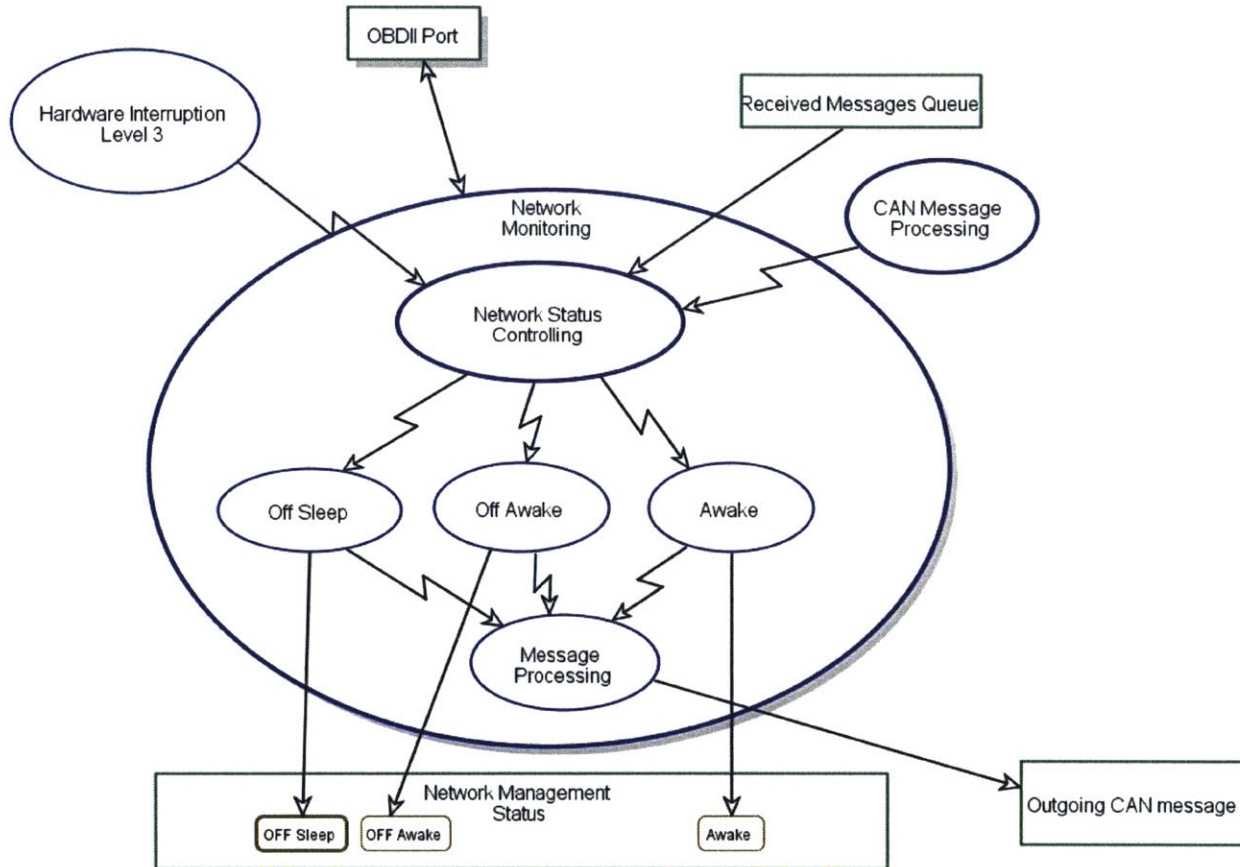 OBDII Port
Hardware Interruption
Level 3
Received Messages Queue
Network
Monitoring
CAN Message
Processing
Network Status
Controlling
Off Sleep
Off Awake
Awake
Message
Processing
Network Management
Status
OFF Sleep
OFF Awake
Awake
Outgoing CAN message